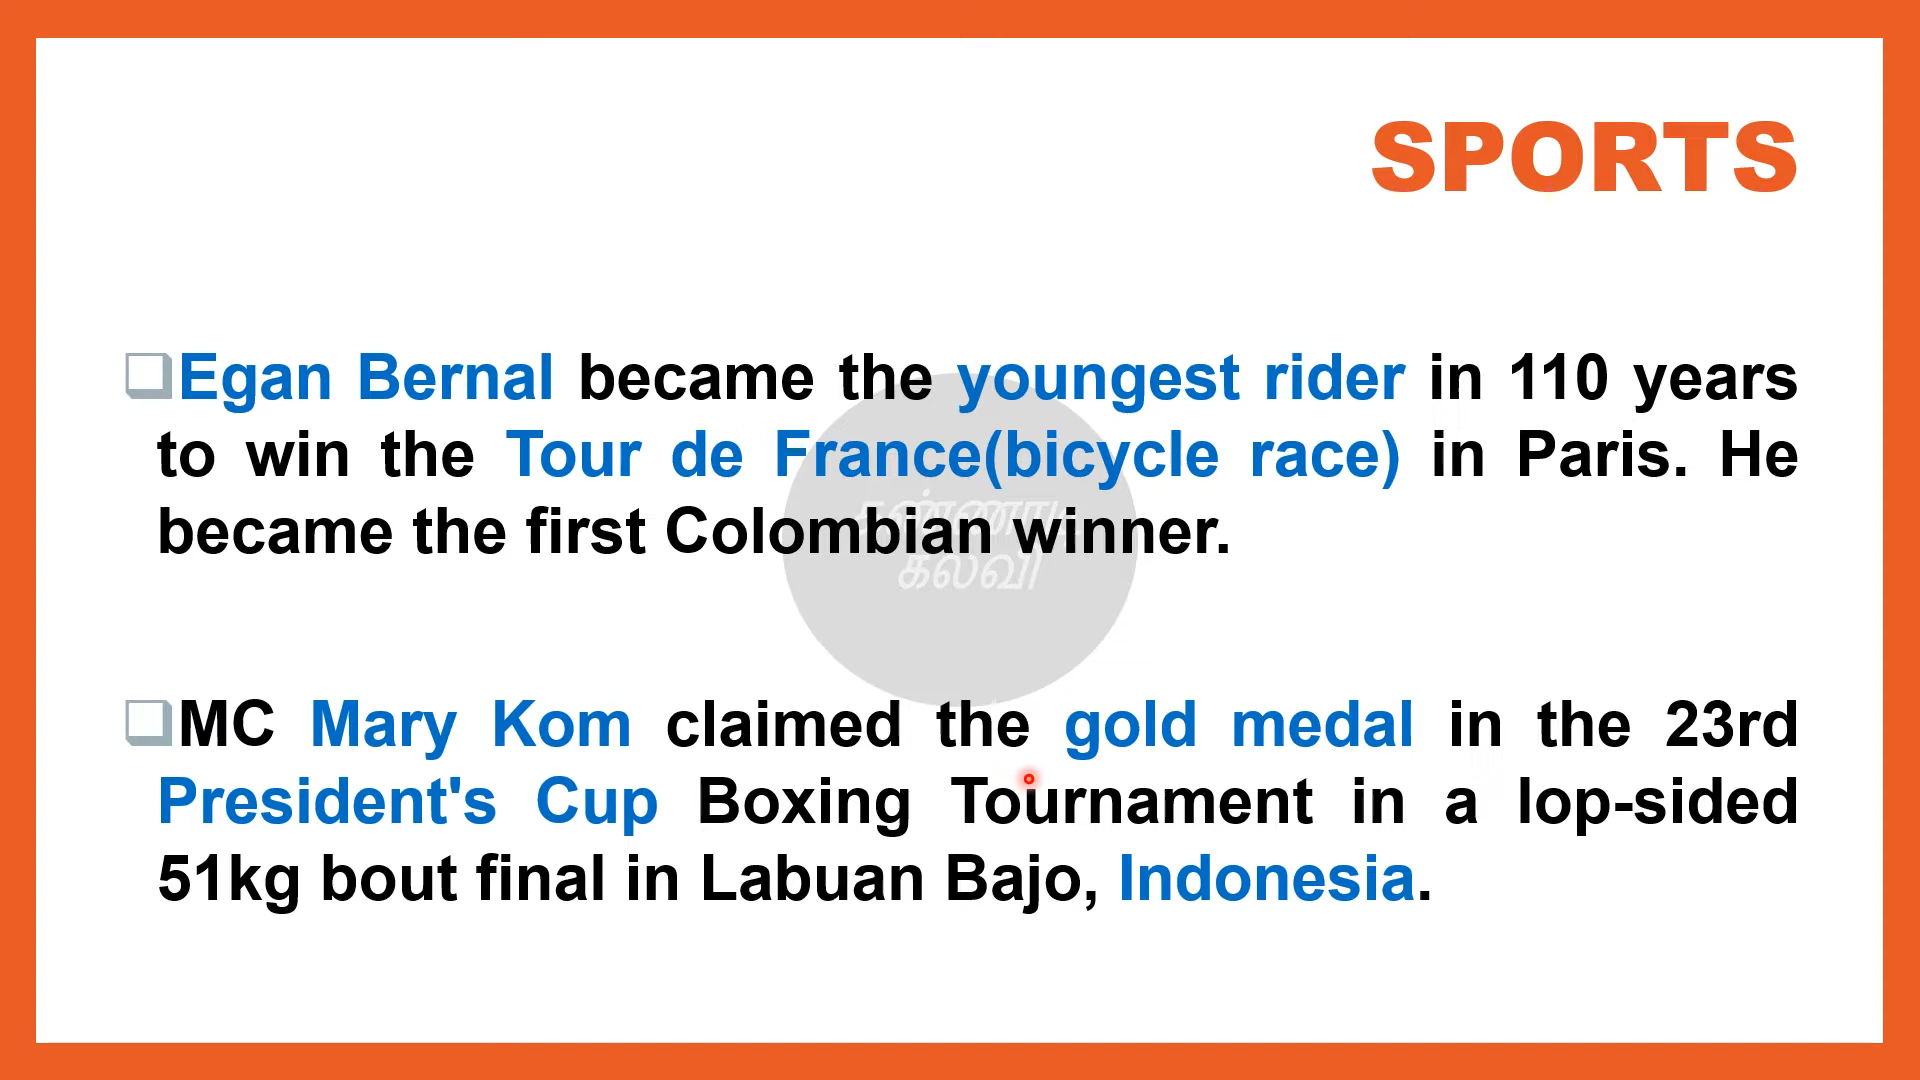 SPORTS
Egan Bernal became the youngest rider in 110 years
to win the Tour de France(bicycle race) in Paris. He
became the first Colombian winner.
கல்வி
MC Mary Kom claimed the gold medal in the 23rd
President's Cup Boxing Tournament in a lop-sided
51kg bout final in Labuan Bajo, Indonesia.